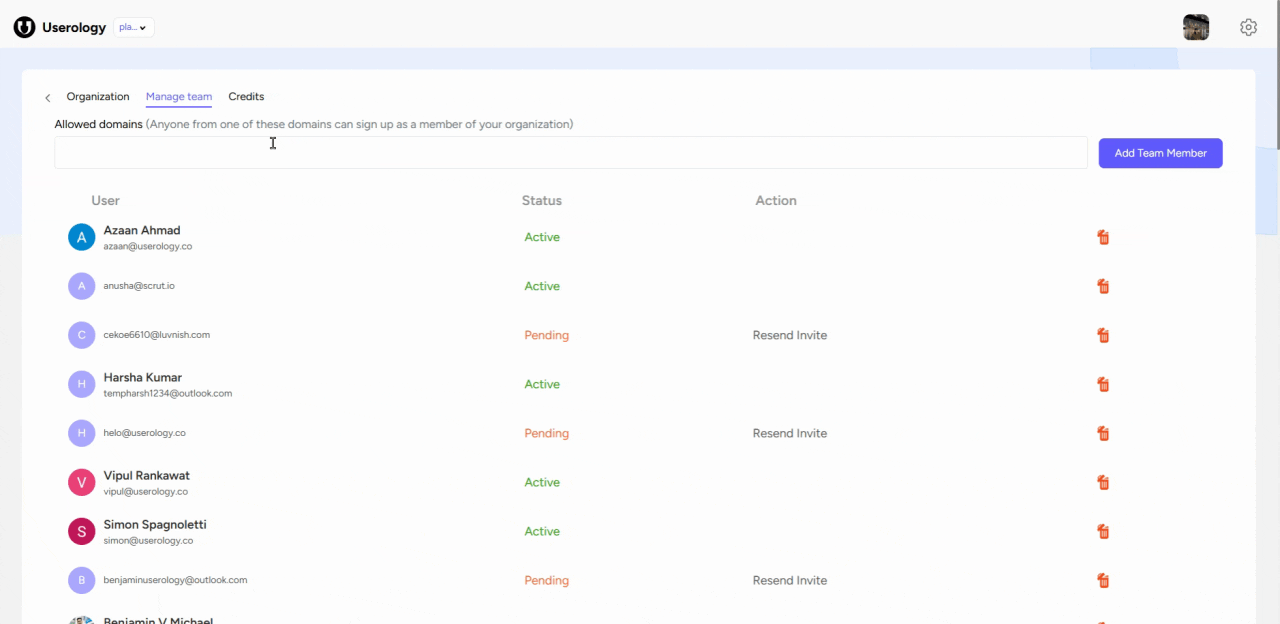 Userology pla...
Organization Manage team Credits
Allowed domains (Anyone from one of these domains can sign up as a member of your organization)
Add Team Member
User Status Action
A Azaan Ahmad Active
azaan@userology.co
A anusha@scrut.io Active
C cekoe6610@luvnish.com Pending Resend Invite
H Harsha Kumar Active
tempharsh1234@outlook.com
H helo@userology.co Pending Resend Invite
V Vipul Rankawat Active
vipul@userology.co
S Simon Spagnoletti Active
simon@userology.co
B benjaminuserology@outlook.com Pending Resend Invite
Benjamin V Michael